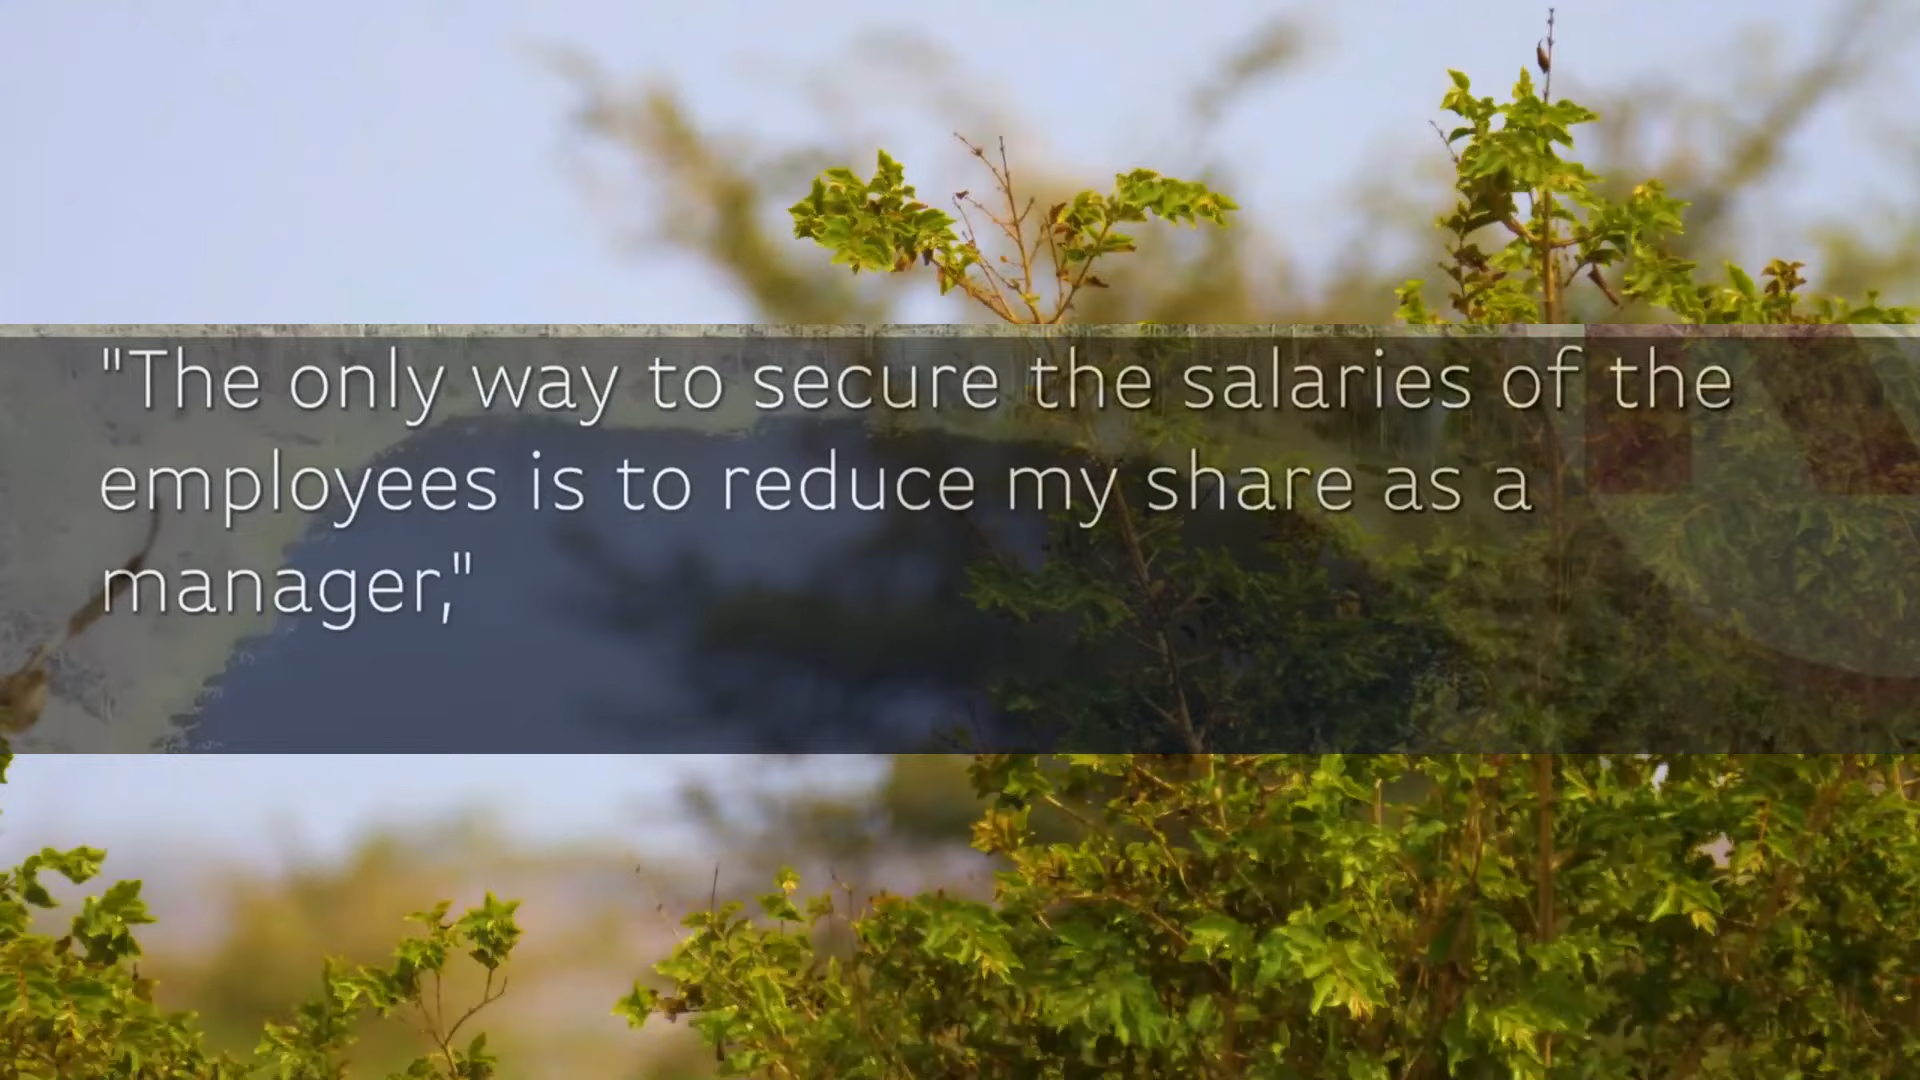 "The only way to secure the salaries of the
employees is to reduce my share as a
manager,"